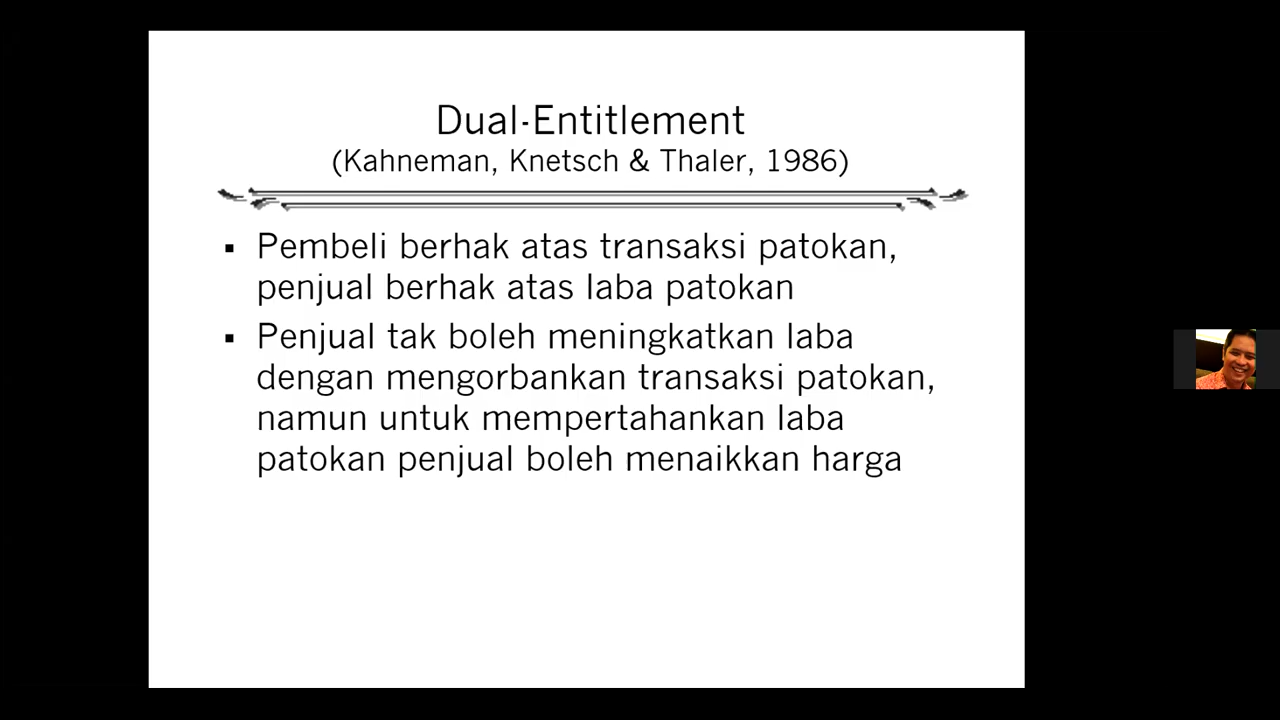 Dual-Entitlement
(Kahneman, Knetsch & Thaler, 1986)
▪ Pembeli berhak atas transaksi patokan,
penjual berhak atas laba patokan
▪ Penjual tak boleh meningkatkan laba
dengan mengorbankan transaksi patokan,
namun untuk mempertahankan laba
patokan penjual boleh menaikkan harga